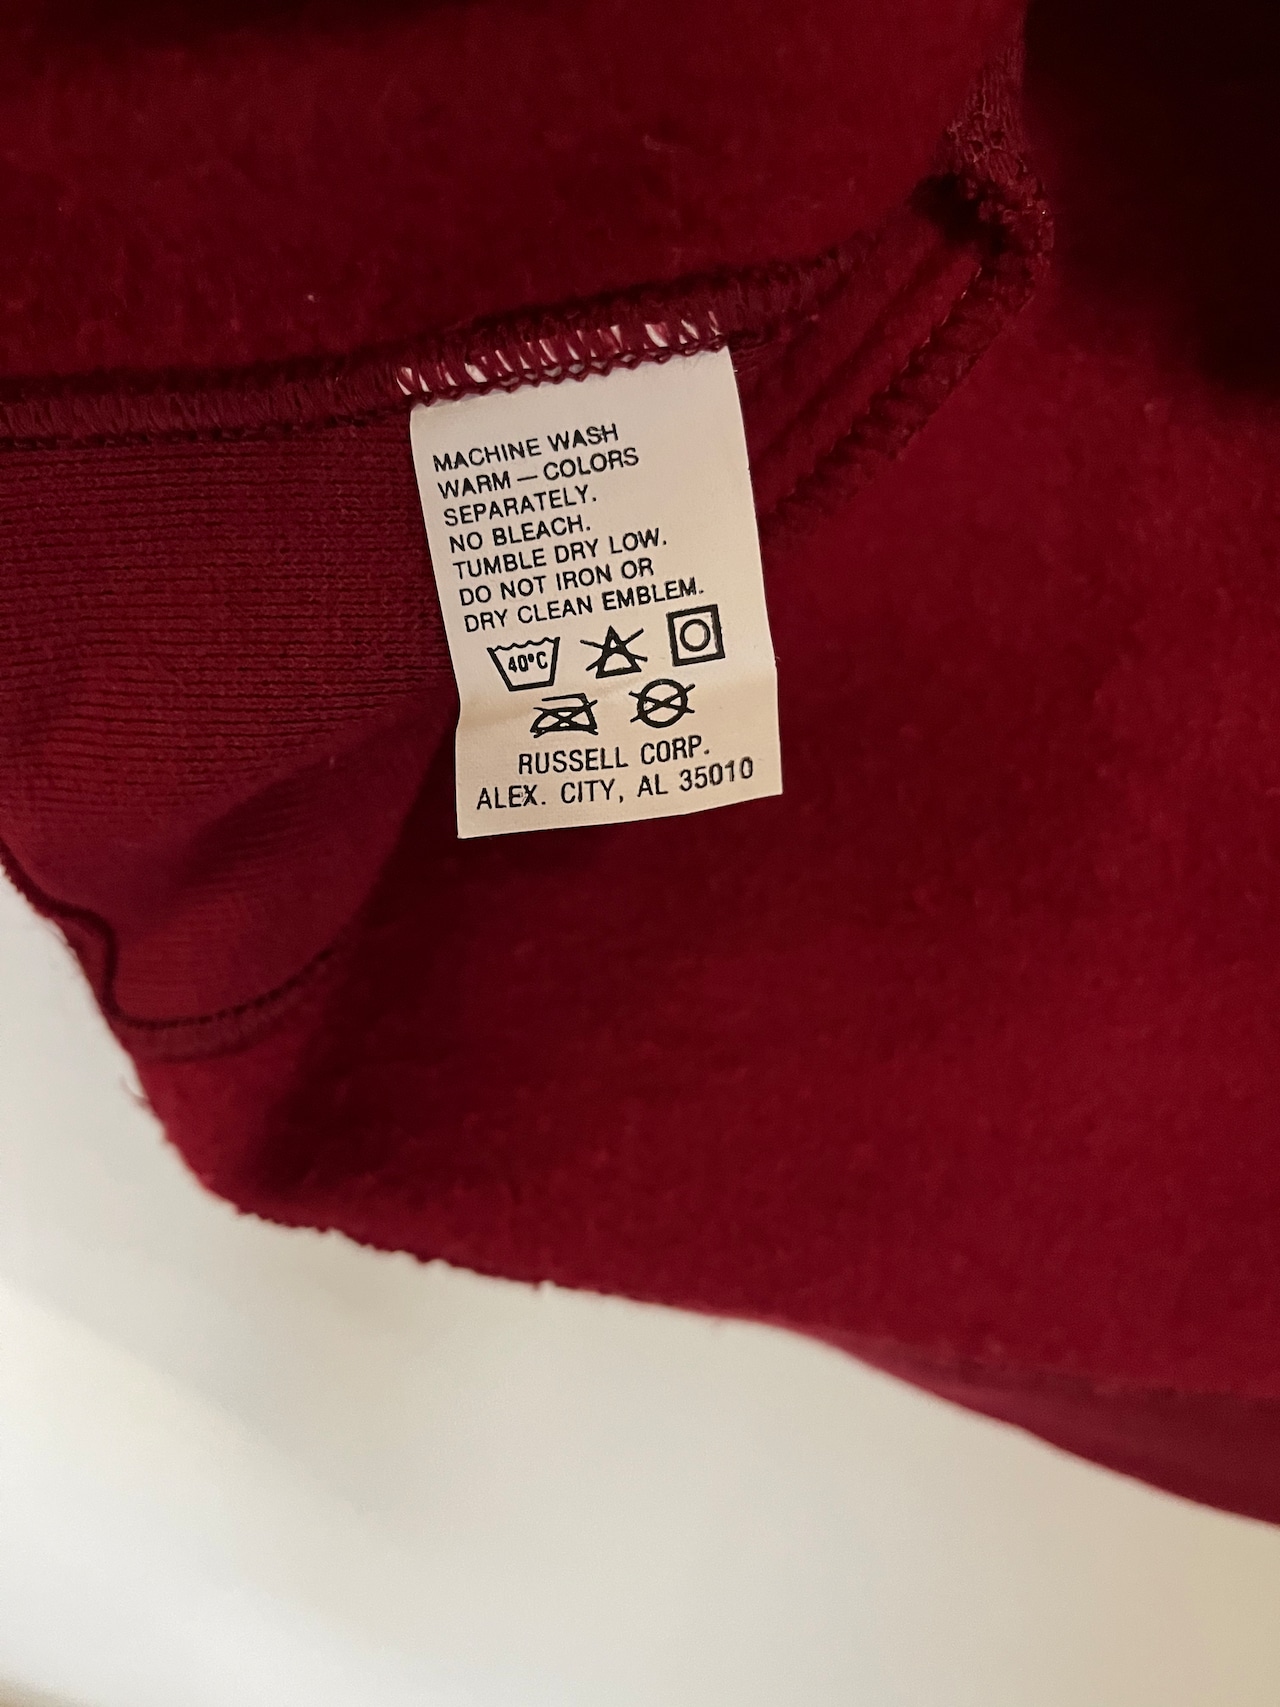 MACHINE WASH
WARM — COLORS
SEPARATELY.
NO BLEACH.
TUMBLE DRY LOW.
DO NOT IRON OR
DRY CLEAN EMBLEM.
40°C
RUSSELL CORP.
ALEX. CITY, AL 35010